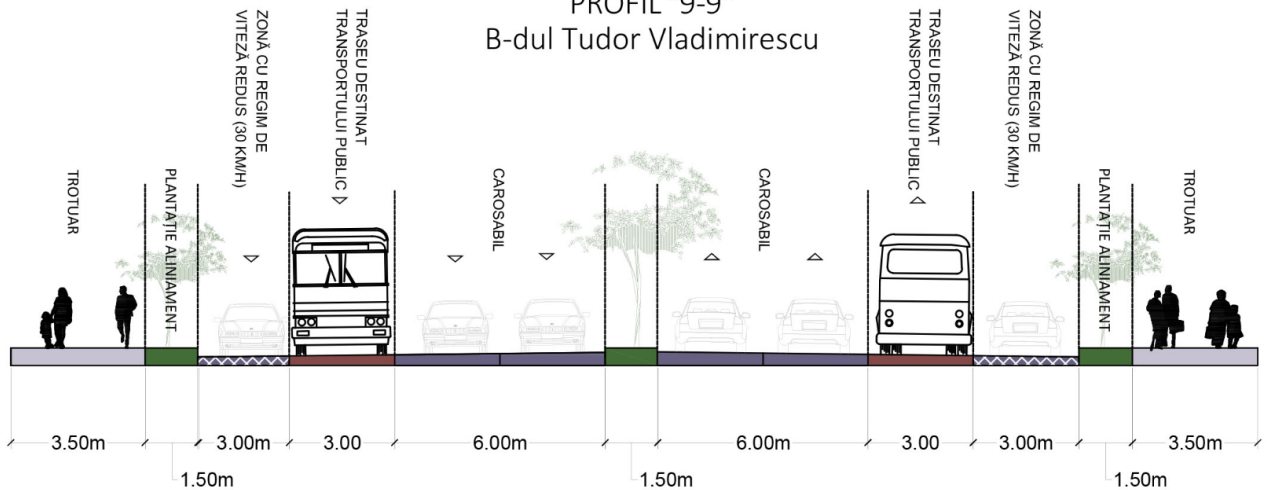 PROFIL 9-9
B-dul Tudor Vladimirescu
TROTUAR
PLANTAȚIE ALINIAMENT
ZONĂ CU REGIM DE
VITEZĂ REDUS (30 KM/H)
TRASEU DESTINAT
TRANSPORTULUI PUBLIC
CAROSABIL
CAROSABIL
TRASEU DESTINAT
TRANSPORTULUI PUBLIC
ZONĂ CU REGIM DE
VITEZĂ REDUS (30 KM/H)
PLANTAȚIE ALINIAMENT
TROTUAR
3.50m
3.00m
3.00
6.00m
6.00m
3.00
3.00m
3.50m
1.50m
1.50m
1.50m